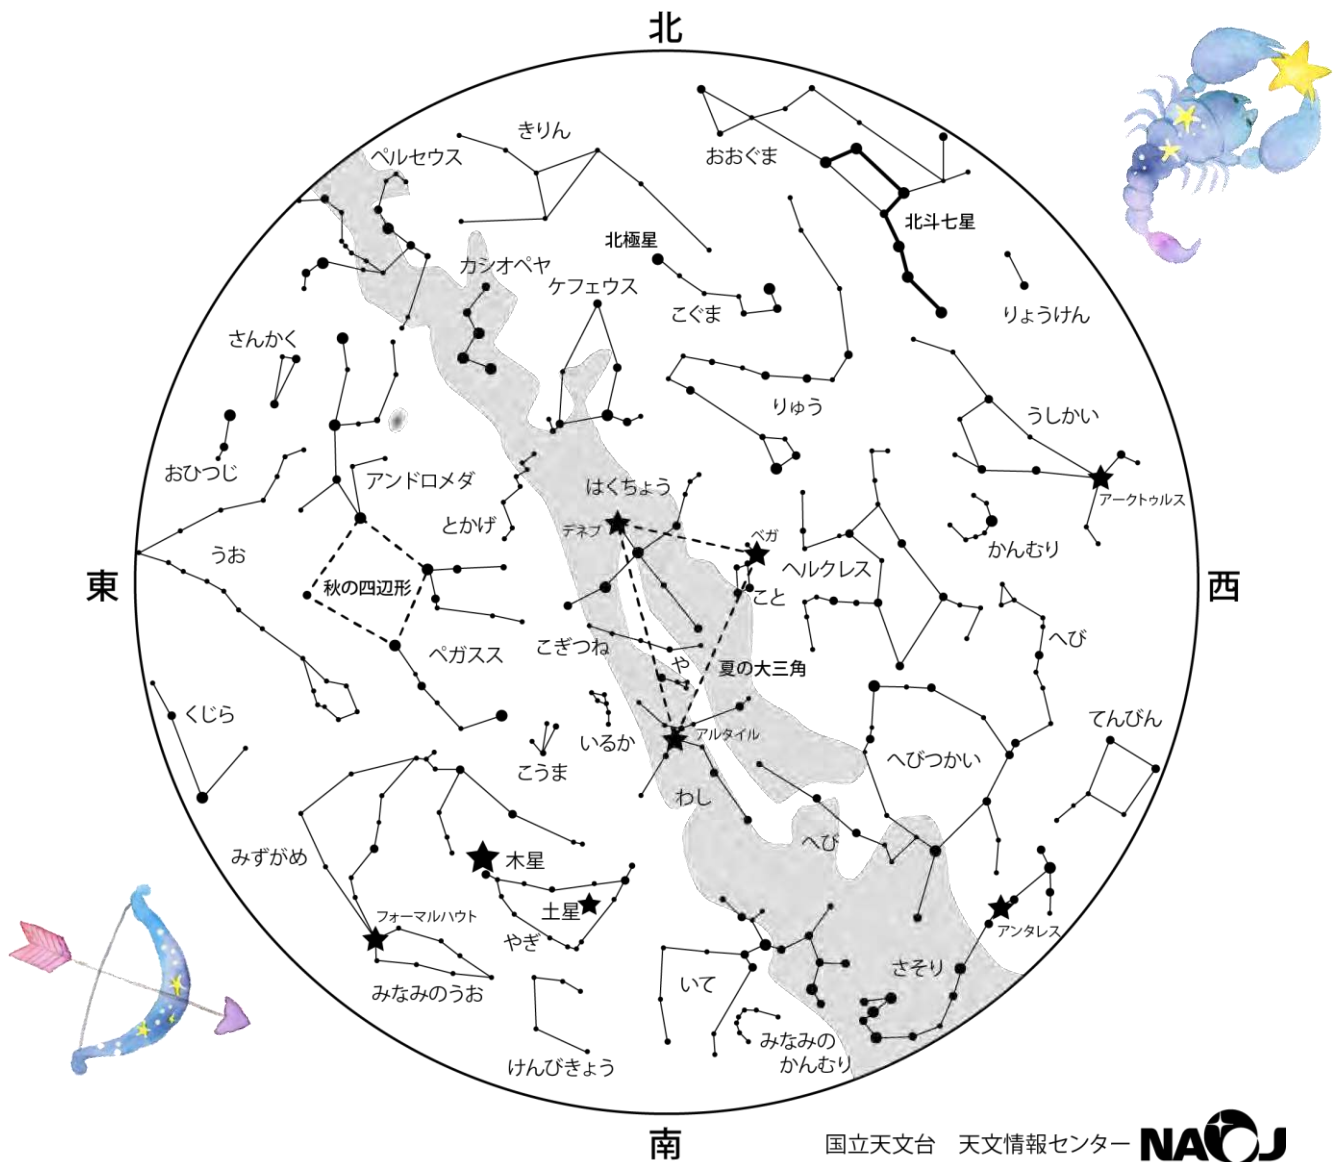 北
きりん
ペルセウス
おおぐま
北斗七星
北極星
カシオペヤ
ケフェウス
こぐま
りょうけん
さんかく
りゅう
うしかい
おひつじ
アンドロメダ
はくちょう
アークトゥルス
とかげ
デネブ
ベガ
かんむり
うお
ヘルクレス
東
秋の四辺形
こと
西
こぎつね
へび
ペガスス
や
夏の大三角
くじら
てんびん
いるか
アルタイル
こうま
へびつかい
わし
へび
みずがめ
木星
土星
フォーマルハウト
アンタレス
やぎ
さそり
みなみのうお
いて
みなみの
かんむり
けんびきょう
南
国立天文台 天文情報センター NAOJ